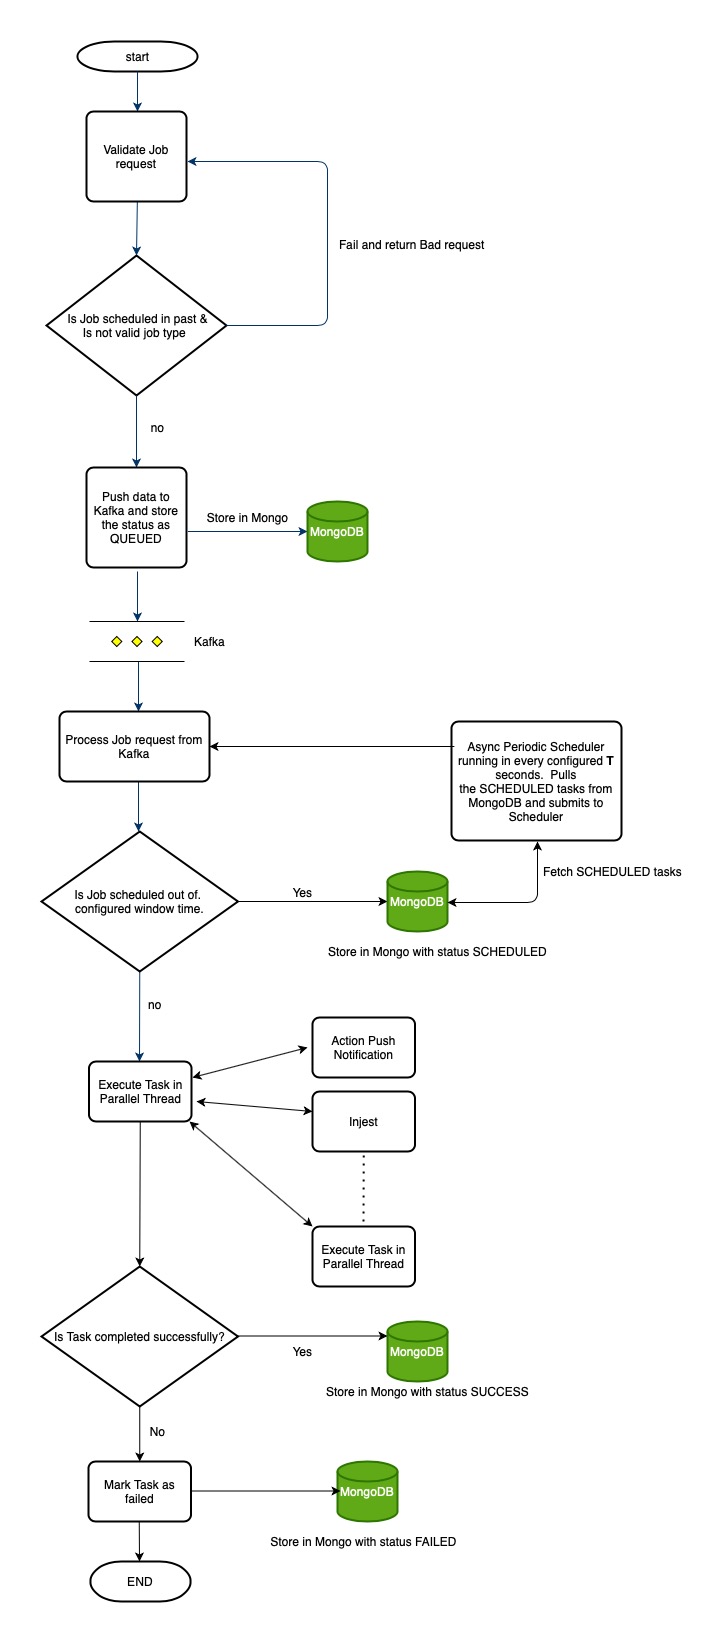 start
Validate Job
request
Fail and return Bad request
Is Job scheduled in past &
Is not valid job type
no
Push data to
Kafka and store
the status as
QUEUED
Store in Mongo
MongoDB
Kafka
Process Job request from
Kafka
Async Periodic Scheduler
running in every configured T
seconds. Pulls
the SCHEDULED tasks from
MongoDB and submits to
Scheduler
Fetch SCHEDULED tasks
Is Job scheduled out of.
configured window time.
Yes
MongoDB
Store in Mongo with status SCHEDULED
no
Action Push
Notification
Execute Task in
Parallel Thread
Injest
Execute Task in
Parallel Thread
Is Task completed successfully?
Yes
MongoDB
Store in Mongo with status SUCCESS
No
Mark Task as
failed
MongoDB
Store in Mongo with status FAILED
END